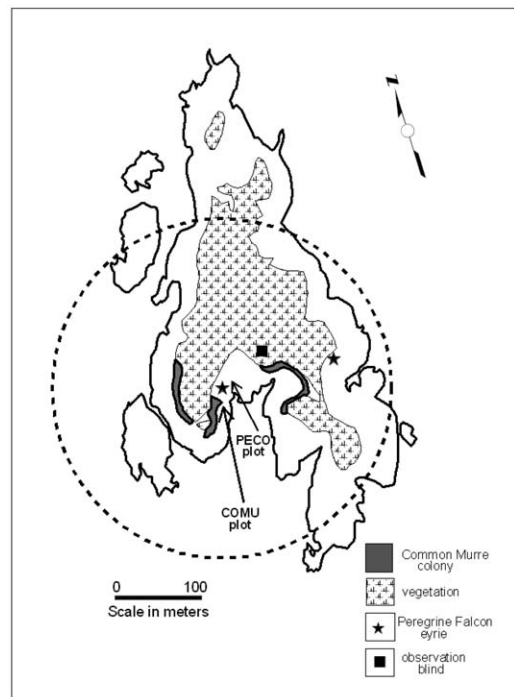 N
PECO
plot
COMU
plot
0 100
Scale in meters
Common Murre
colony
vegetation
Peregrine Falcon
eyrie
observation
blind